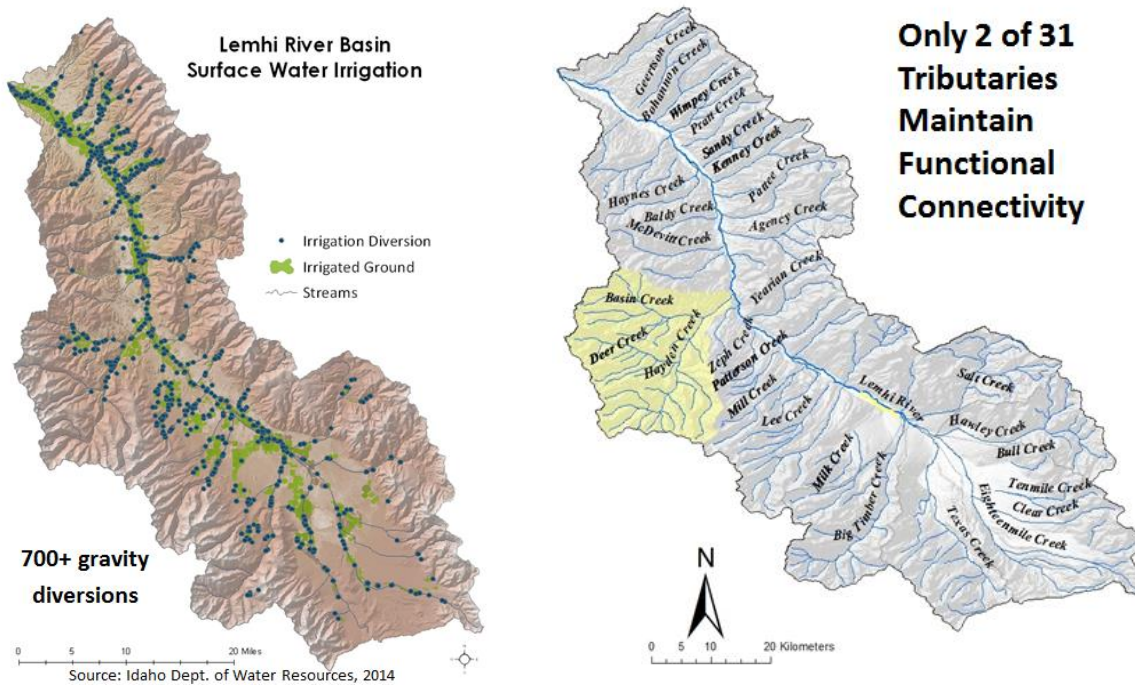 Lemhi River Basin
Surface Water Irrigation
Irrigation Diversion
Irrigated Ground
Streams
700+ gravity
diversions
0 5 10 20 Miles
Source: Idaho Dept. of Water Resources, 2014
Only 2 of 31
Tributaries
Maintain
Functional
Connectivity
Geertson Creek
Bohannon Creek
Wimpey Creek
Pratt Creek
Sandy Creek
Kenney Creek
Pattee Creek
Haynes Creek
Baldy Creek
McDevitt Creek
Agency Creek
Yearian Creek
Basin Creek
Deer Creek
Hayden Creek
Zeph Creek
Patterson Creek
Mill Creek
Lee Creek
Lemhi River
Salt Creek
Hawley Creek
Bull Creek
Milk Creek
Big Timber Creek
Tenmile Creek
Clear Creek
Eighteenmile Creek
Texas Creek
N
0 5 10 20 Kilometers